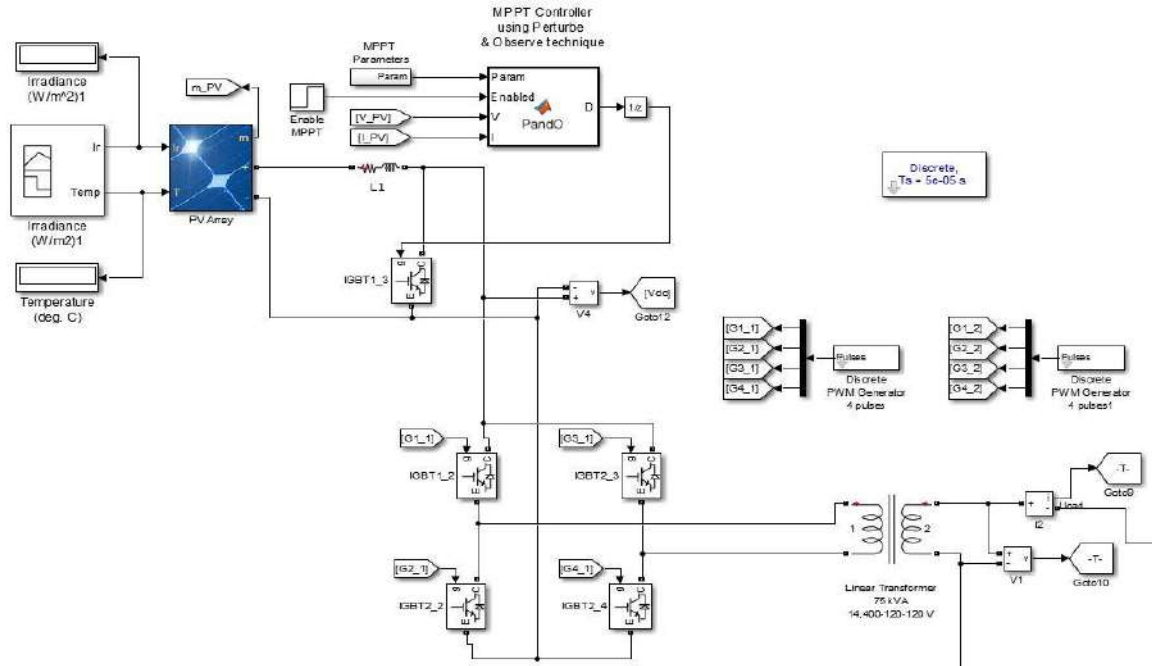 MPPT Controller
using Perturbe
& Observe technique
MPPT
Parameters
Param
Param
Enabled
V
I
D
PandO
1/z
Enable
MPPT
[V_PV]
[I_PV]
Irradiance
(W/m^2)1
m_PV
Ir
Temp
Ir
T
m
+
-
PV Array
Irradiance
(W/m2)1
Temperature
(deg. C)
L1
Discrete,
Ts = 5e-05 s
g
C
E
IGBT1_3
-
+
v
V4
[Vdc]
Goto12
[G1_1]
[G2_1]
[G3_1]
[G4_1]
Pulses
Discrete
PWM Generator
4 pulses
[G1_2]
[G2_2]
[G3_2]
[G4_2]
Pulses
Discrete
PWM Generator
4 pulses1
[G1_1]
g
C
E
IGBT1_2
[G3_1]
g
C
E
IGBT2_3
[G2_1]
g
C
E
IGBT2_2
[G4_1]
g
C
E
IGBT2_4
1
2
Linear Transformer
75 kVA
14,400-120-120 V
+
i
-
I2
-T-
Goto9
+
-
v
V1
-T-
Goto10